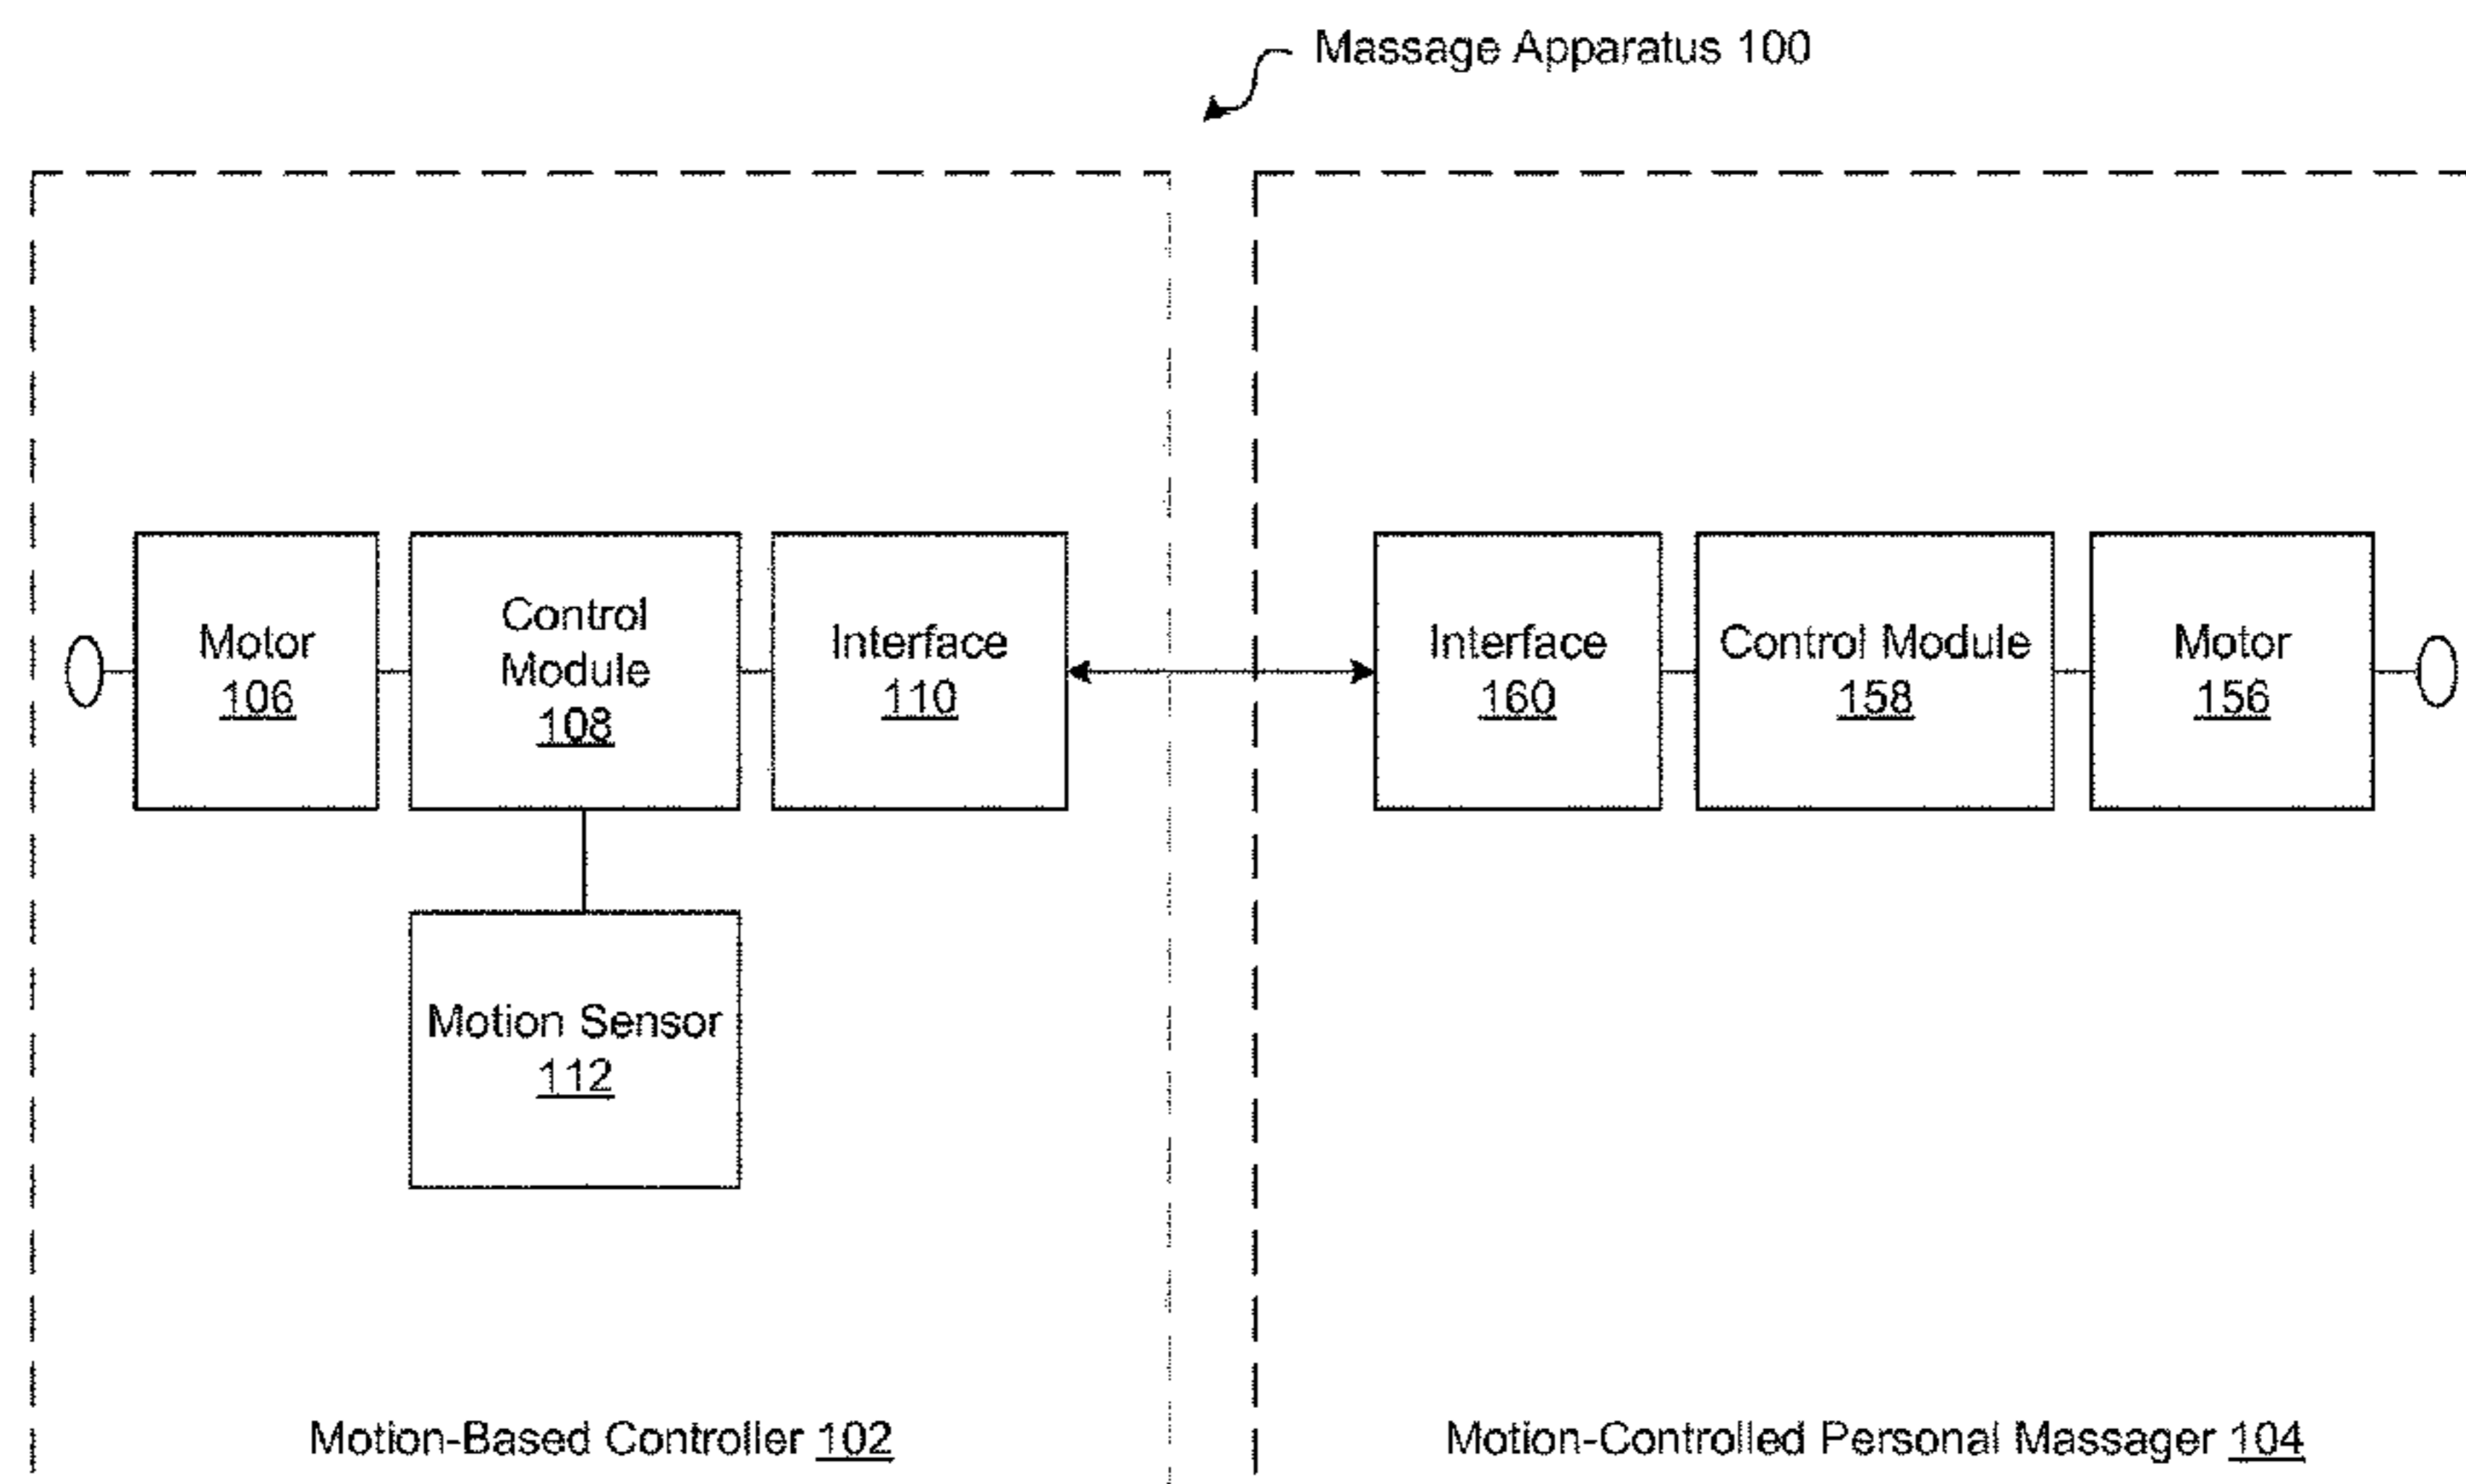 Massage Apparatus 100
Motor
106
Control
Module
108
Interface
110
Interface
160
Control Module
158
Motor
156
Motion Sensor
112
Motion-Based Controller 102
Motion-Controlled Personal Massager 104